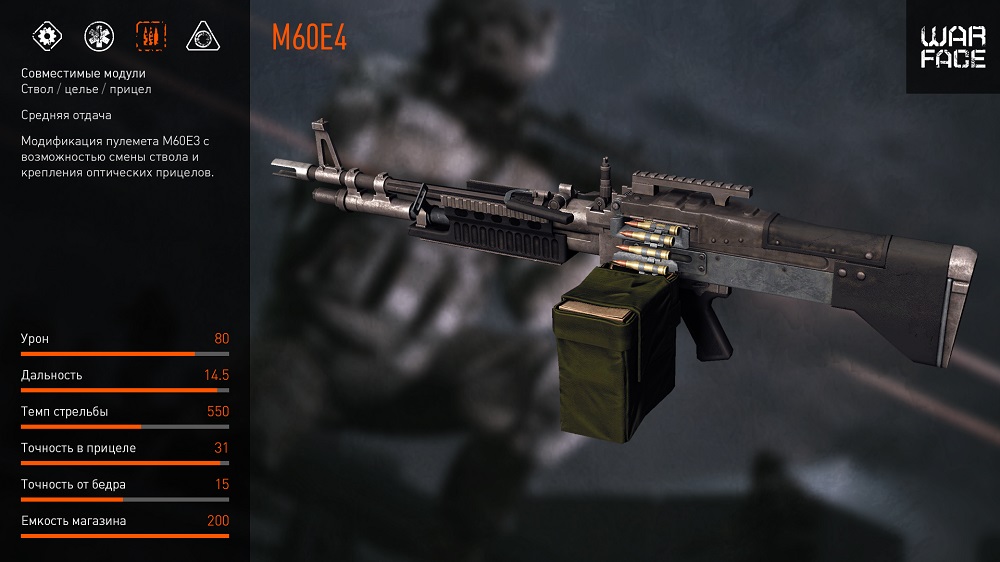 M60E4
WAR
FACE
Совместимые модули
Ствол / целье / прицел
Средняя отдача
Модификация пулемета М60Е3 с
возможностью смены ствола и
крепления оптических прицелов.
Урон 80
Дальность 14.5
Темп стрельбы 550
Точность в прицеле 31
Точность от бедра 15
Емкость магазина 200